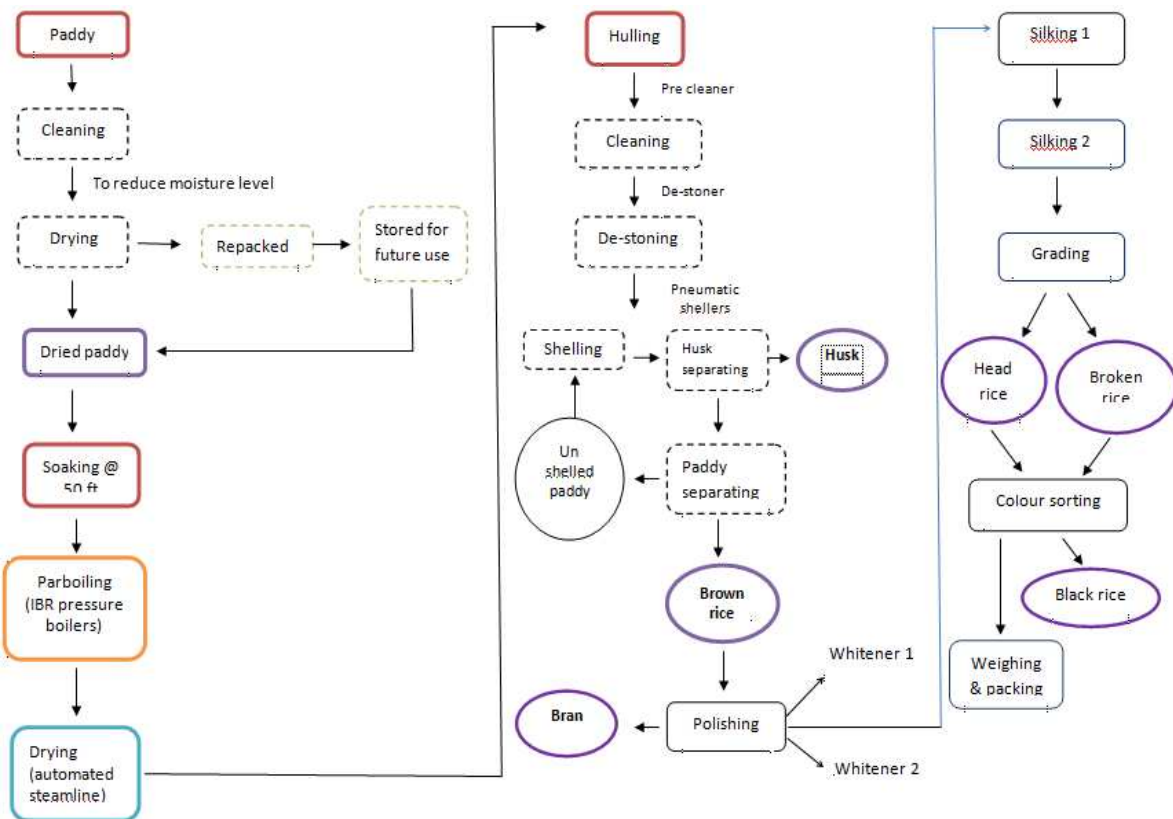 Paddy
Cleaning
To reduce moisture level
Drying
Repacked
Stored for
future use
Dried paddy
Soaking @
50 ft
Parboiling
(IBR pressure
boilers)
Drying
(automated
steamline)
Hulling
Pre cleaner
Cleaning
De-stoner
De-stoning
Pneumatic
shellers
Shelling
Husk
separating
Husk
Un
shelled
paddy
Paddy
separating
Brown
rice
Whitener 1
Polishing
Bran
Whitener 2
Silking 1
Silking 2
Grading
Head
rice
Broken
rice
Colour sorting
Black rice
Weighing
& packing